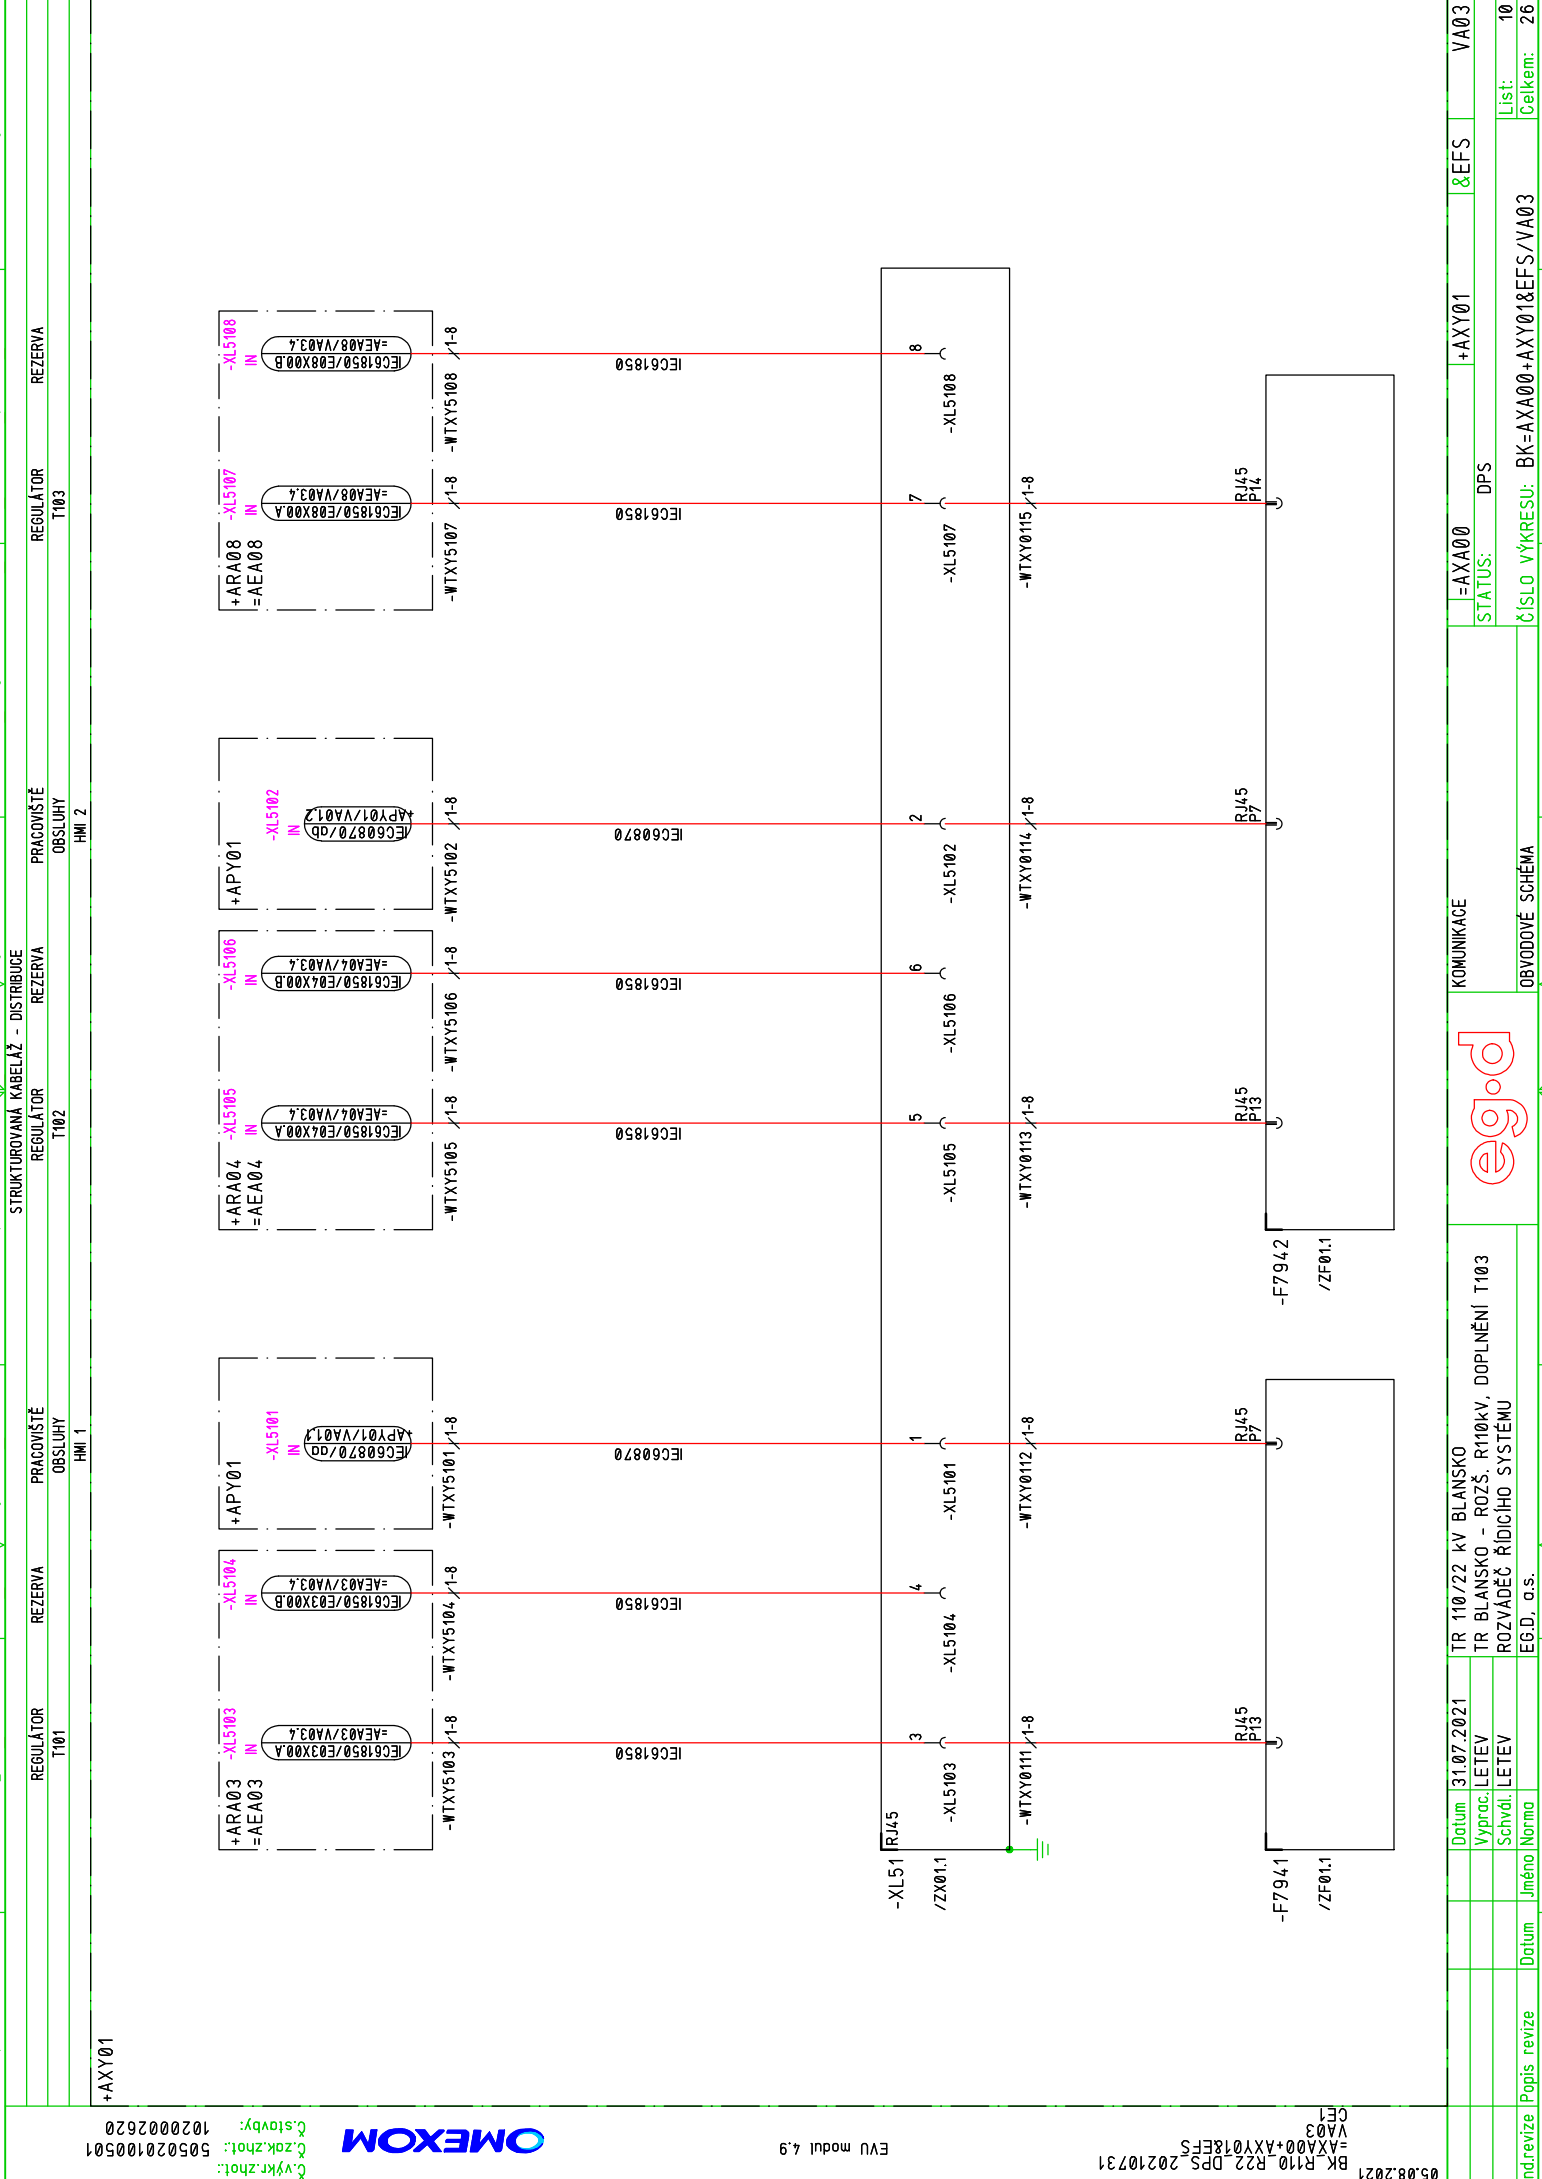 STRUKTUROVANÁ KABELÁŽ - DISTRIBUCE
REGULÁTOR
T101
REZERVA
PRACOVIŠTĚ
OBSLUHY
HMI 1
REGULÁTOR
T102
REZERVA
PRACOVIŠTĚ
OBSLUHY
HMI 2
REGULÁTOR
T103
REZERVA
+AXY01
+ARA03
=AEA03
-XL5103
IN
IEC61850/E03X00.A
=AEA03/VA03.4
-XL5104
IN
IEC61850/E03X00.B
=AEA03/VA03.4
+APY01
-XL5101
IN
IEC60870/aa
+APY01/VA01.1
+ARA04
=AEA04
-XL5105
IN
IEC61850/E04X00.A
=AEA04/VA03.4
-XL5106
IN
IEC61850/E04X00.B
=AEA04/VA03.4
+APY01
-XL5102
IN
IEC60870/ab
+APY01/VA01.2
+ARA08
=AEA08
-XL5107
IN
IEC61850/E08X00.A
=AEA08/VA03.4
-XL5108
IN
IEC61850/E08X00.B
=AEA08/VA03.4
-WTXY5103 1-8
-WTXY5104 1-8
-WTXY5101 1-8
-WTXY5105 1-8
-WTXY5106 1-8
-WTXY5102 1-8
-WTXY5107 1-8
-WTXY5108 1-8
IEC61850
IEC61850
IEC60870
IEC61850
IEC61850
IEC60870
IEC61850
IEC61850
-XL51
RJ45
/ZX01.1
3
-XL5103
4
-XL5104
1
-XL5101
5
-XL5105
6
-XL5106
2
-XL5102
7
-XL5107
8
-XL5108
-WTXY0111 1-8
-WTXY0112 1-8
-WTXY0113 1-8
-WTXY0114 1-8
-WTXY0115 1-8
RJ45
P13
RJ45
P7
RJ45
P13
RJ45
P7
RJ45
P14
-F7941
/ZF01.1
-F7942
/ZF01.1
Č.výkr.zhot.:
Č.zak.zhot.: 505020100501
Č.stavby: 1020002620
OMEXOM
EVU modul 4.9
BK_R110_R22_DPS_20210731
=AXA00+AXY01&EFS
VA03
CE1
05.08.2021
nd.revize Popis revize Datum Jméno Norma
Datum 31.07.2021
Vyprac. LETEV
Schvál. LETEV
TR 110/22 kV BLANSKO
TR BLANSKO - ROZŠ. R110kV, DOPLNĚNÍ T103
ROZVÁDĚČ ŘÍDICÍHO SYSTÉMU
EG.D, a.s.
eg·d
KOMUNIKACE
OBVODOVÉ SCHÉMA
=AXA00 +AXY01 &EFS VA03
STATUS: DPS
List: 10
ČÍSLO VÝKRESU: BK=AXA00+AXY01&EFS/VA03 Celkem: 26